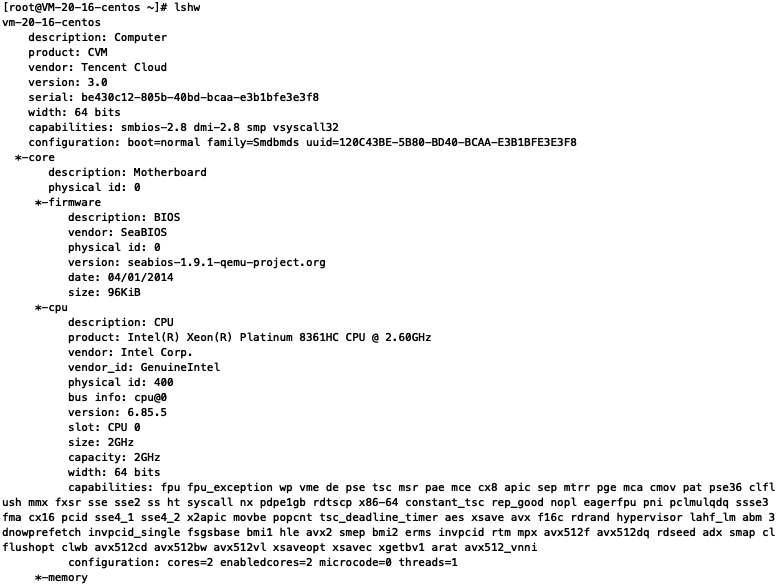 [root@VM-20-16-centos ~]# lshw
vm-20-16-centos
description: Computer
product: CVM
vendor: Tencent Cloud
version: 3.0
serial: be430c12-805b-40bd-bcaa-e3b1bfe3e3f8
width: 64 bits
capabilities: smbios-2.8 dmi-2.8 smp vsyscall32
configuration: boot=normal family=Smdbmds uuid=120C43BE-5B80-BD40-BCAA-E3B1BFE3E3F8
*-core
description: Motherboard
physical id: 0
*-firmware
description: BIOS
vendor: SeaBIOS
physical id: 0
version: seabios-1.9.1-qemu-project.org
date: 04/01/2014
size: 96KiB
*-cpu
description: CPU
product: Intel(R) Xeon(R) Platinum 8361HC CPU @ 2.60GHz
vendor: Intel Corp.
vendor_id: GenuineIntel
physical id: 400
bus info: cpu@0
version: 6.85.5
slot: CPU 0
size: 2GHz
capacity: 2GHz
width: 64 bits
capabilities: fpu fpu_exception wp vme de pse tsc msr pae mce cx8 apic sep mtrr pge mca cmov pat pse36 clfl
ush mmx fxsr sse sse2 ss ht syscall nx pdpe1gb rdtscp x86-64 constant_tsc rep_good nopl eagerfpu pni pclmulqdq ssse3
fma cx16 pcid sse4_1 sse4_2 x2apic movbe popcnt tsc_deadline_timer aes xsave avx f16c rdrand hypervisor lahf_lm abm 3
dnowprefetch invpcid_single fsgsbase bmi1 hle avx2 smep bmi2 erms invpcid rtm mpx avx512f avx512dq rdseed adx smap cl
flushopt clwb avx512cd avx512bw avx512vl xsaveopt xsavec xgetbv1 arat avx512_vnni
configuration: cores=2 enabledcores=2 microcode=0 threads=1
*-memory